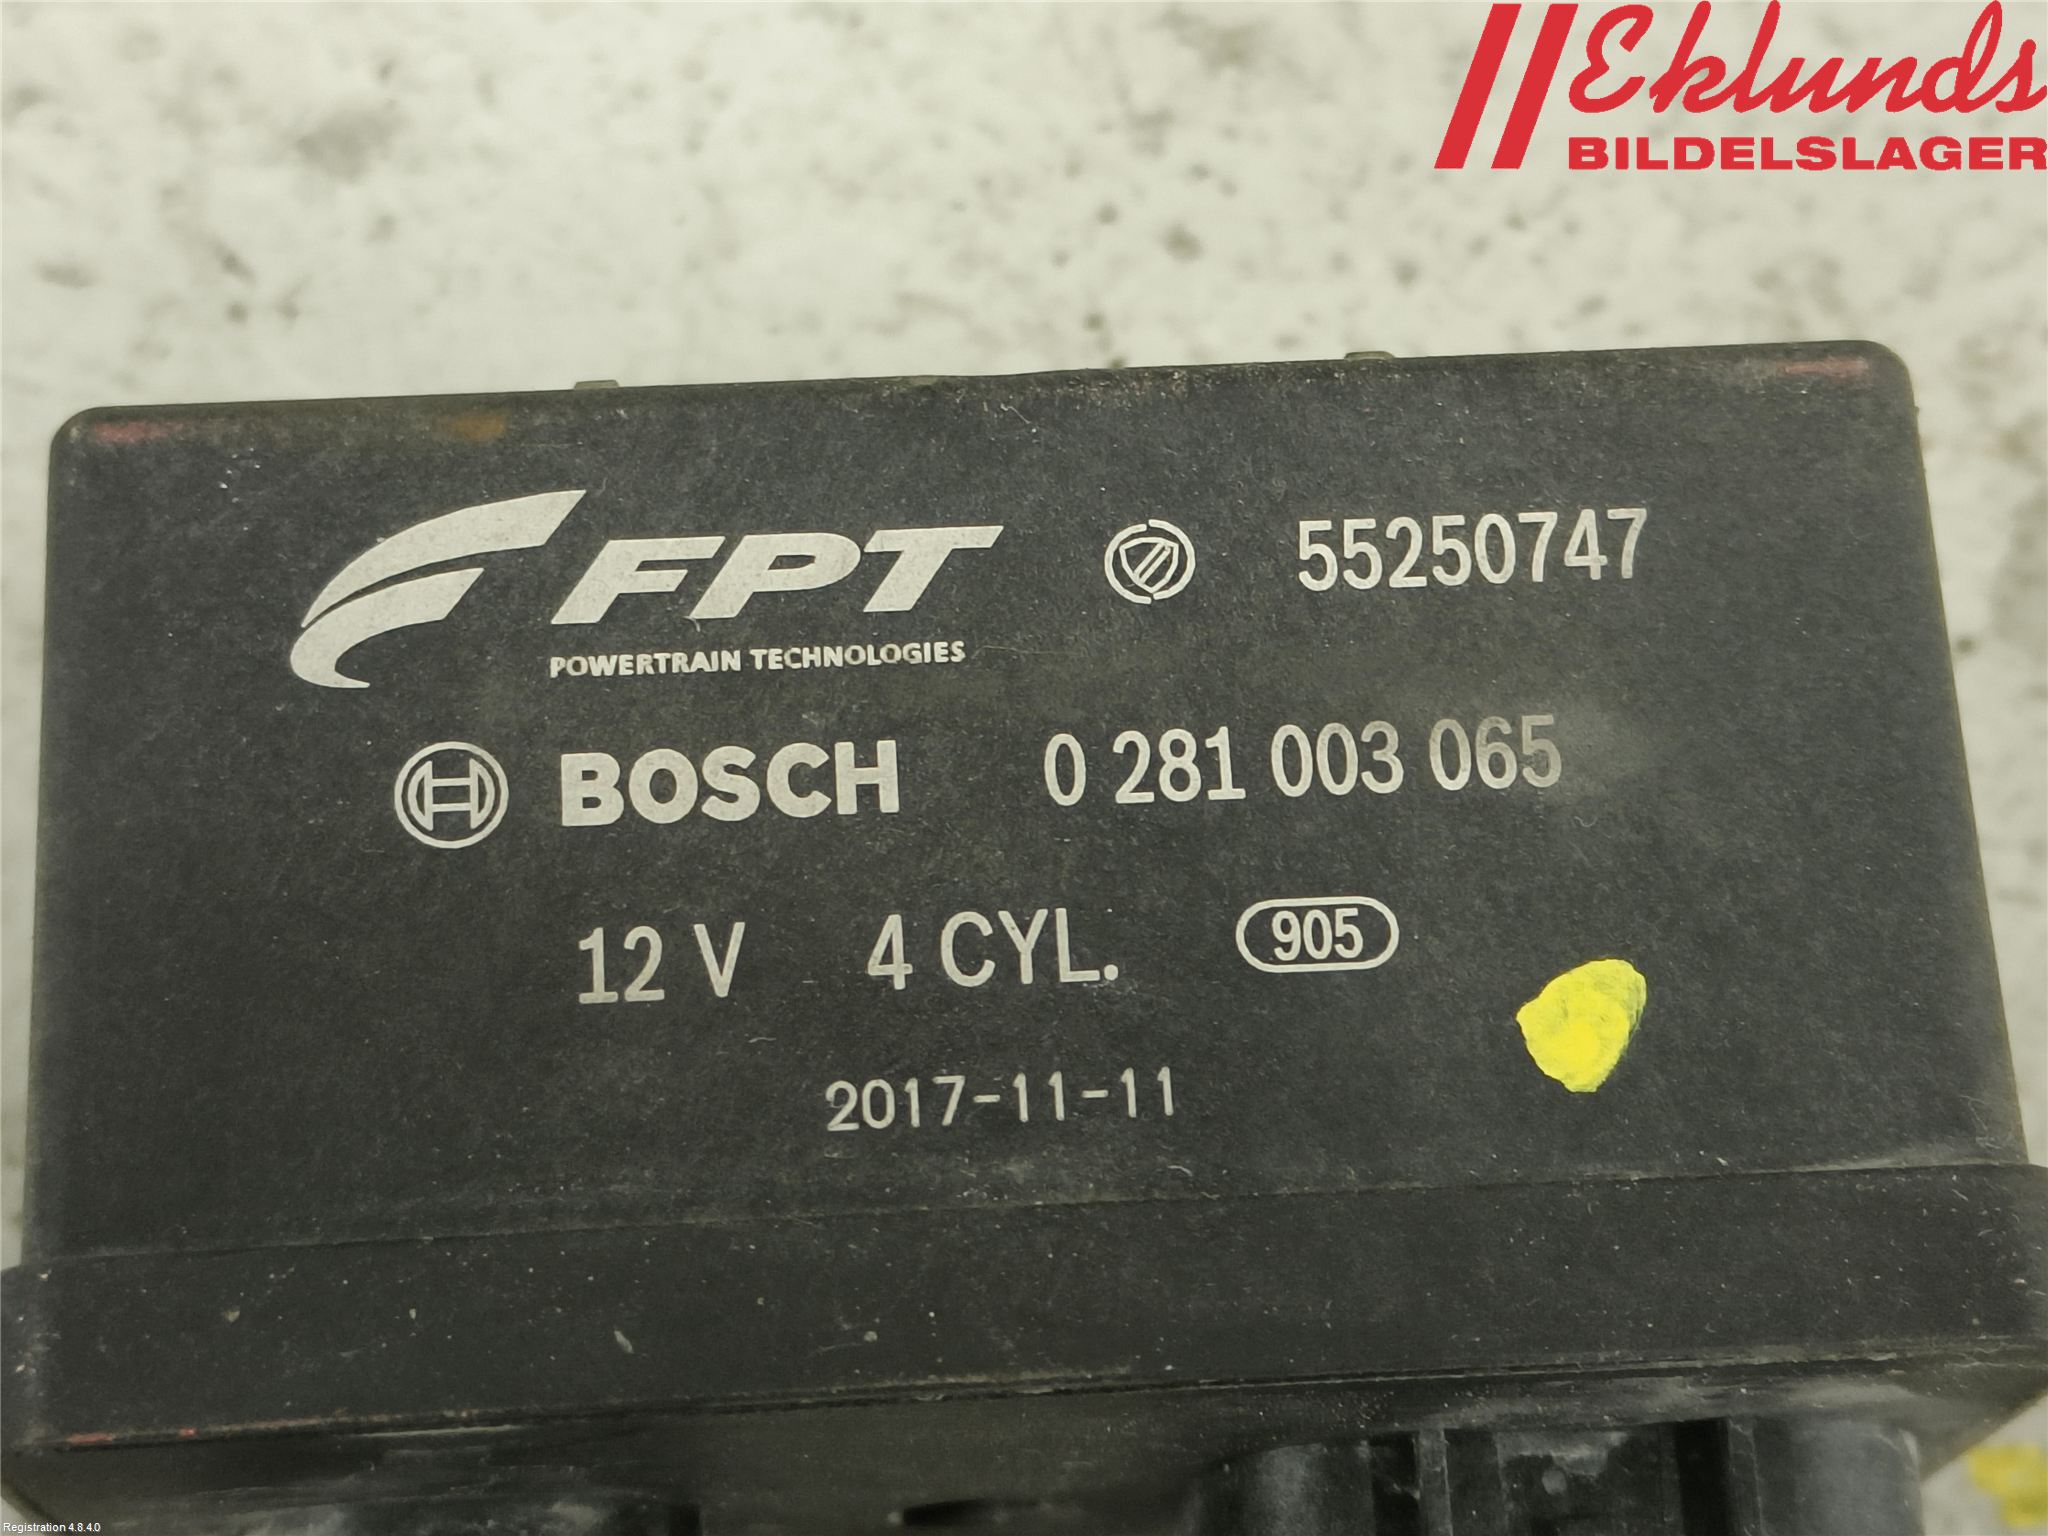 Eklunds
BILDELSLAGER
FPT 55250747
POWERTRAIN TECHNOLOGIES
BOSCH 0 281 003 065
12 V 4 CYL. 905
2017-11-11
Registration 4.8.4.0